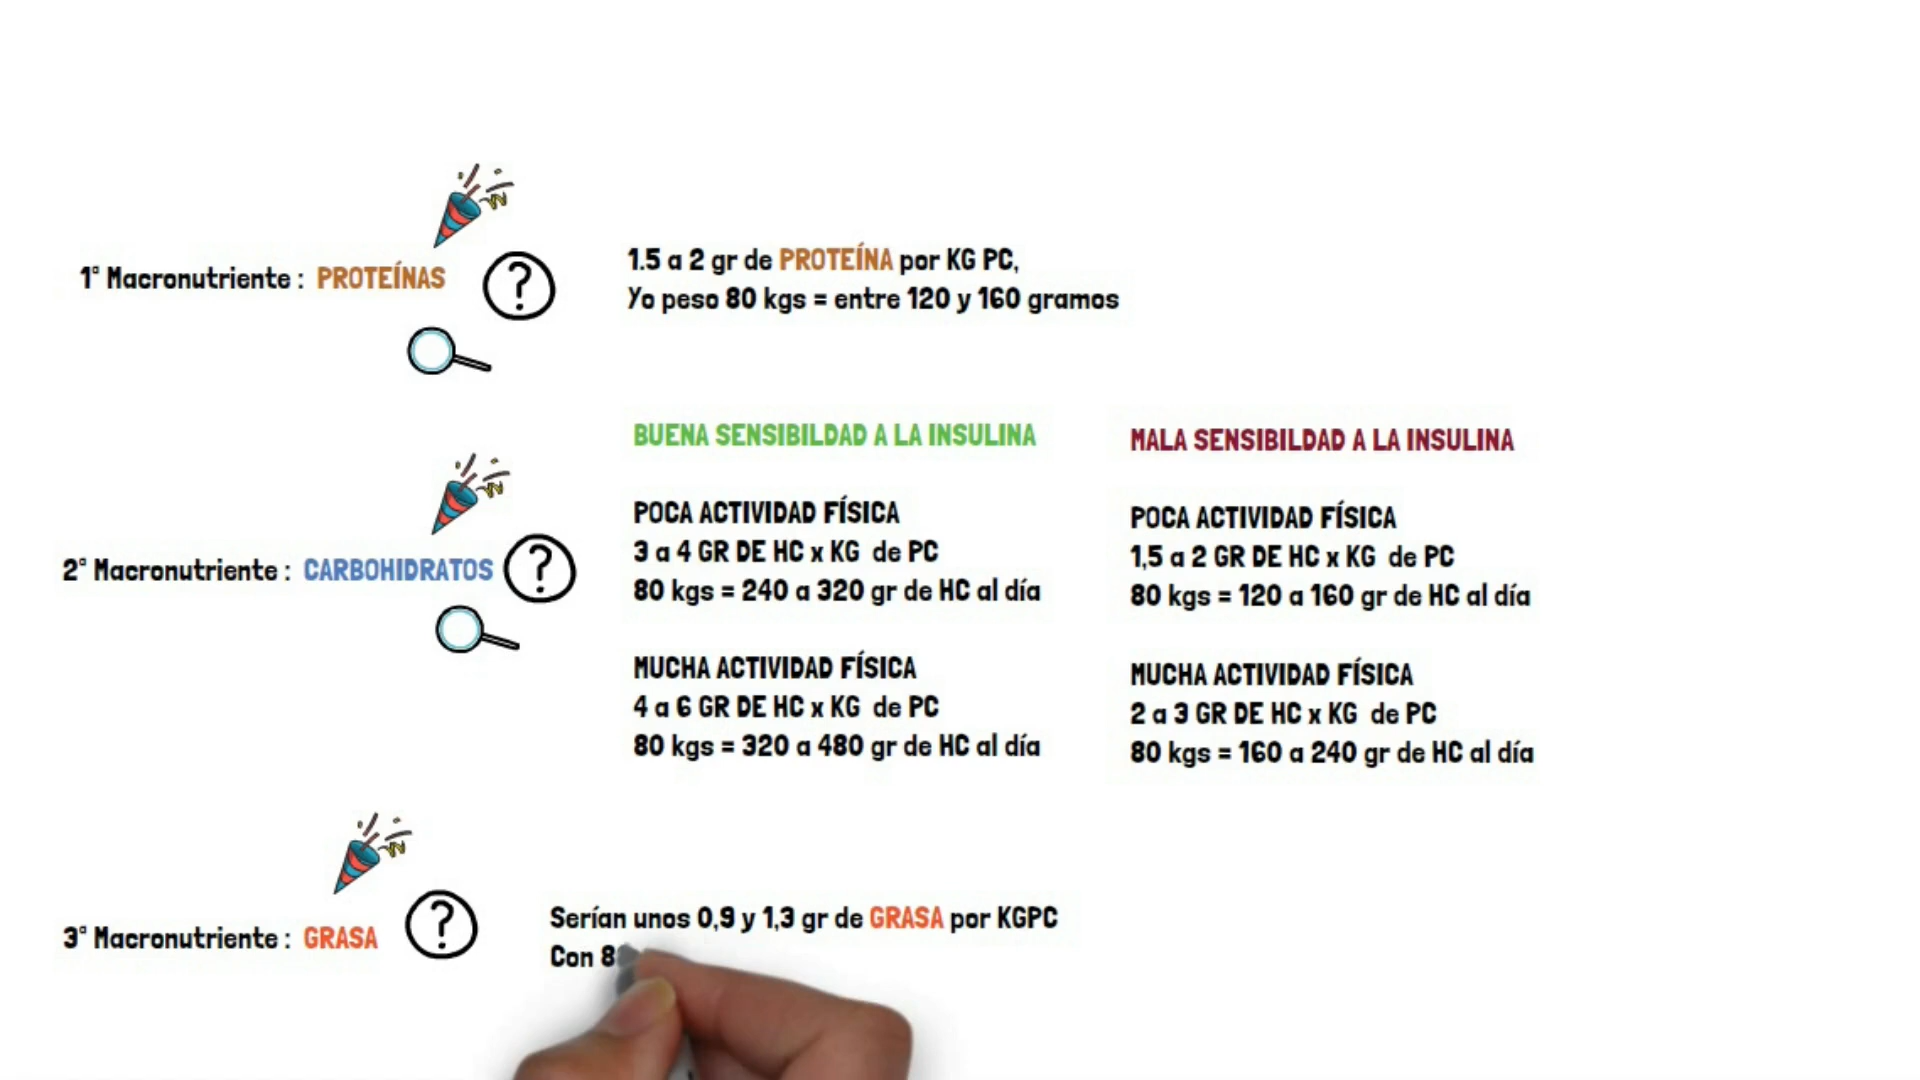 1° Macronutriente : PROTEÍNAS
1.5 a 2 gr de PROTEÍNA por KG PC,
Yo peso 80 kgs = entre 120 y 160 gramos
2° Macronutriente : CARBOHIDRATOS
BUENA SENSIBILDAD A LA INSULINA
POCA ACTIVIDAD FÍSICA
3 a 4 GR DE HC x KG de PC
80 kgs = 240 a 320 gr de HC al día
MUCHA ACTIVIDAD FÍSICA
4 a 6 GR DE HC x KG de PC
80 kgs = 320 a 480 gr de HC al día
MALA SENSIBILDAD A LA INSULINA
POCA ACTIVIDAD FÍSICA
1,5 a 2 GR DE HC x KG de PC
80 kgs = 120 a 160 gr de HC al día
MUCHA ACTIVIDAD FÍSICA
2 a 3 GR DE HC x KG de PC
80 kgs = 160 a 240 gr de HC al día
3° Macronutriente : GRASA
Serían unos 0,9 y 1,3 gr de GRASA por KGPC
Con